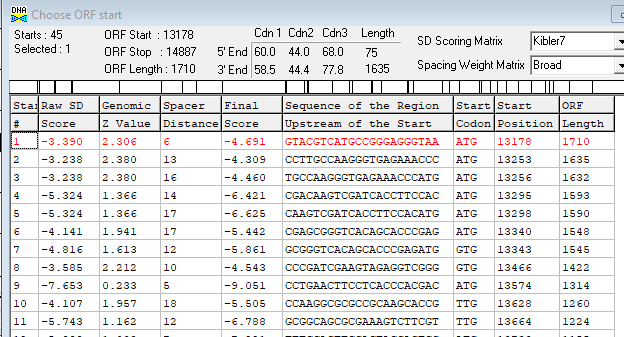 DNA Choose ORF start
Starts : 45 ORF Start : 13178 Cdn 1 Cdn2 Cdn3 Length SD Scoring Matrix Kibler7
Selected : 1 ORF Stop : 14887 5' End 60.0 44.0 68.0 75
ORF Length : 1710 3' End 58.5 44.4 77.8 1635 Spacing Weight Matrix Broad
Star Raw SD Genomic Spacer Final Sequence of the Region Start Start ORF
# Score Z Value Distance Score Upstream of the Start Codon Position Length
1 -3.390 2.306 6 -4.691 GTACGTCATGCCGGGAGGGTAA ATG 13178 1710
2 -3.238 2.380 13 -4.309 CCTTGCCAAGGGTGAGAAACCC ATG 13253 1635
3 -3.238 2.380 16 -4.460 TGCCAAGGGTGAGAAACCCATG ATG 13256 1632
4 -5.324 1.366 14 -6.421 CGACAAGTCGATCACCTTCCAC ATG 13295 1593
5 -5.324 1.366 17 -6.625 CAAGTCGATCACCTTCCACATG ATG 13298 1590
6 -4.141 1.941 17 -5.442 CGAGCGGGTCACAGCACCCGAG ATG 13340 1548
7 -4.816 1.613 12 -5.861 GCGGGTCACAGCACCCGAGATG GTG 13343 1545
8 -3.585 2.212 10 -4.543 CCCGATCGAAGTAGAGGTCGGG GTG 13466 1422
9 -7.653 0.233 5 -9.051 CCTGAACTTCCTCACCCACGAC ATG 13574 1314
10 -4.107 1.957 18 -5.505 CCAAGGCGCGCCGCAAGCACCG TTG 13628 1260
11 -5.743 1.162 12 -6.788 GCGGCAGCGCGAAAGTCTTCGT TTG 13664 1224